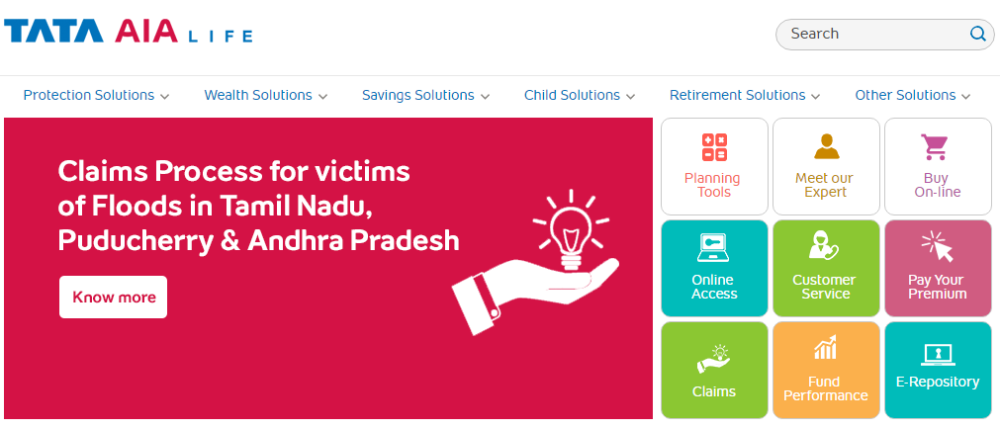 TATA AIA LIFE
Search
Protection Solutions
Wealth Solutions
Savings Solutions
Child Solutions
Retirement Solutions
Other Solutions
Claims Process for victims
of Floods in Tamil Nadu,
Puducherry & Andhra Pradesh
Know more
Planning
Tools
Meet our
Expert
Buy
On-line
Online
Access
Customer
Service
Pay Your
Premium
Claims
Fund
Performance
E-Repository